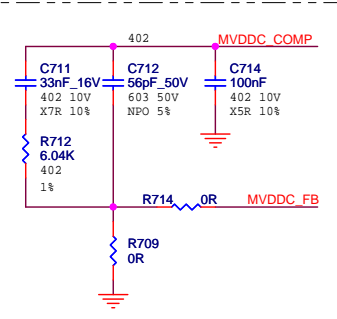 402
MVDDC_COMP
C711
33nF_16V
402 10V
X7R 10%
C712
56pF_50V
603 50V
NPO 5%
C714
100nF
402 10V
X5R 10%
R712
6.04K
402
1%
R714
0R
MVDDC_FB
R709
0R